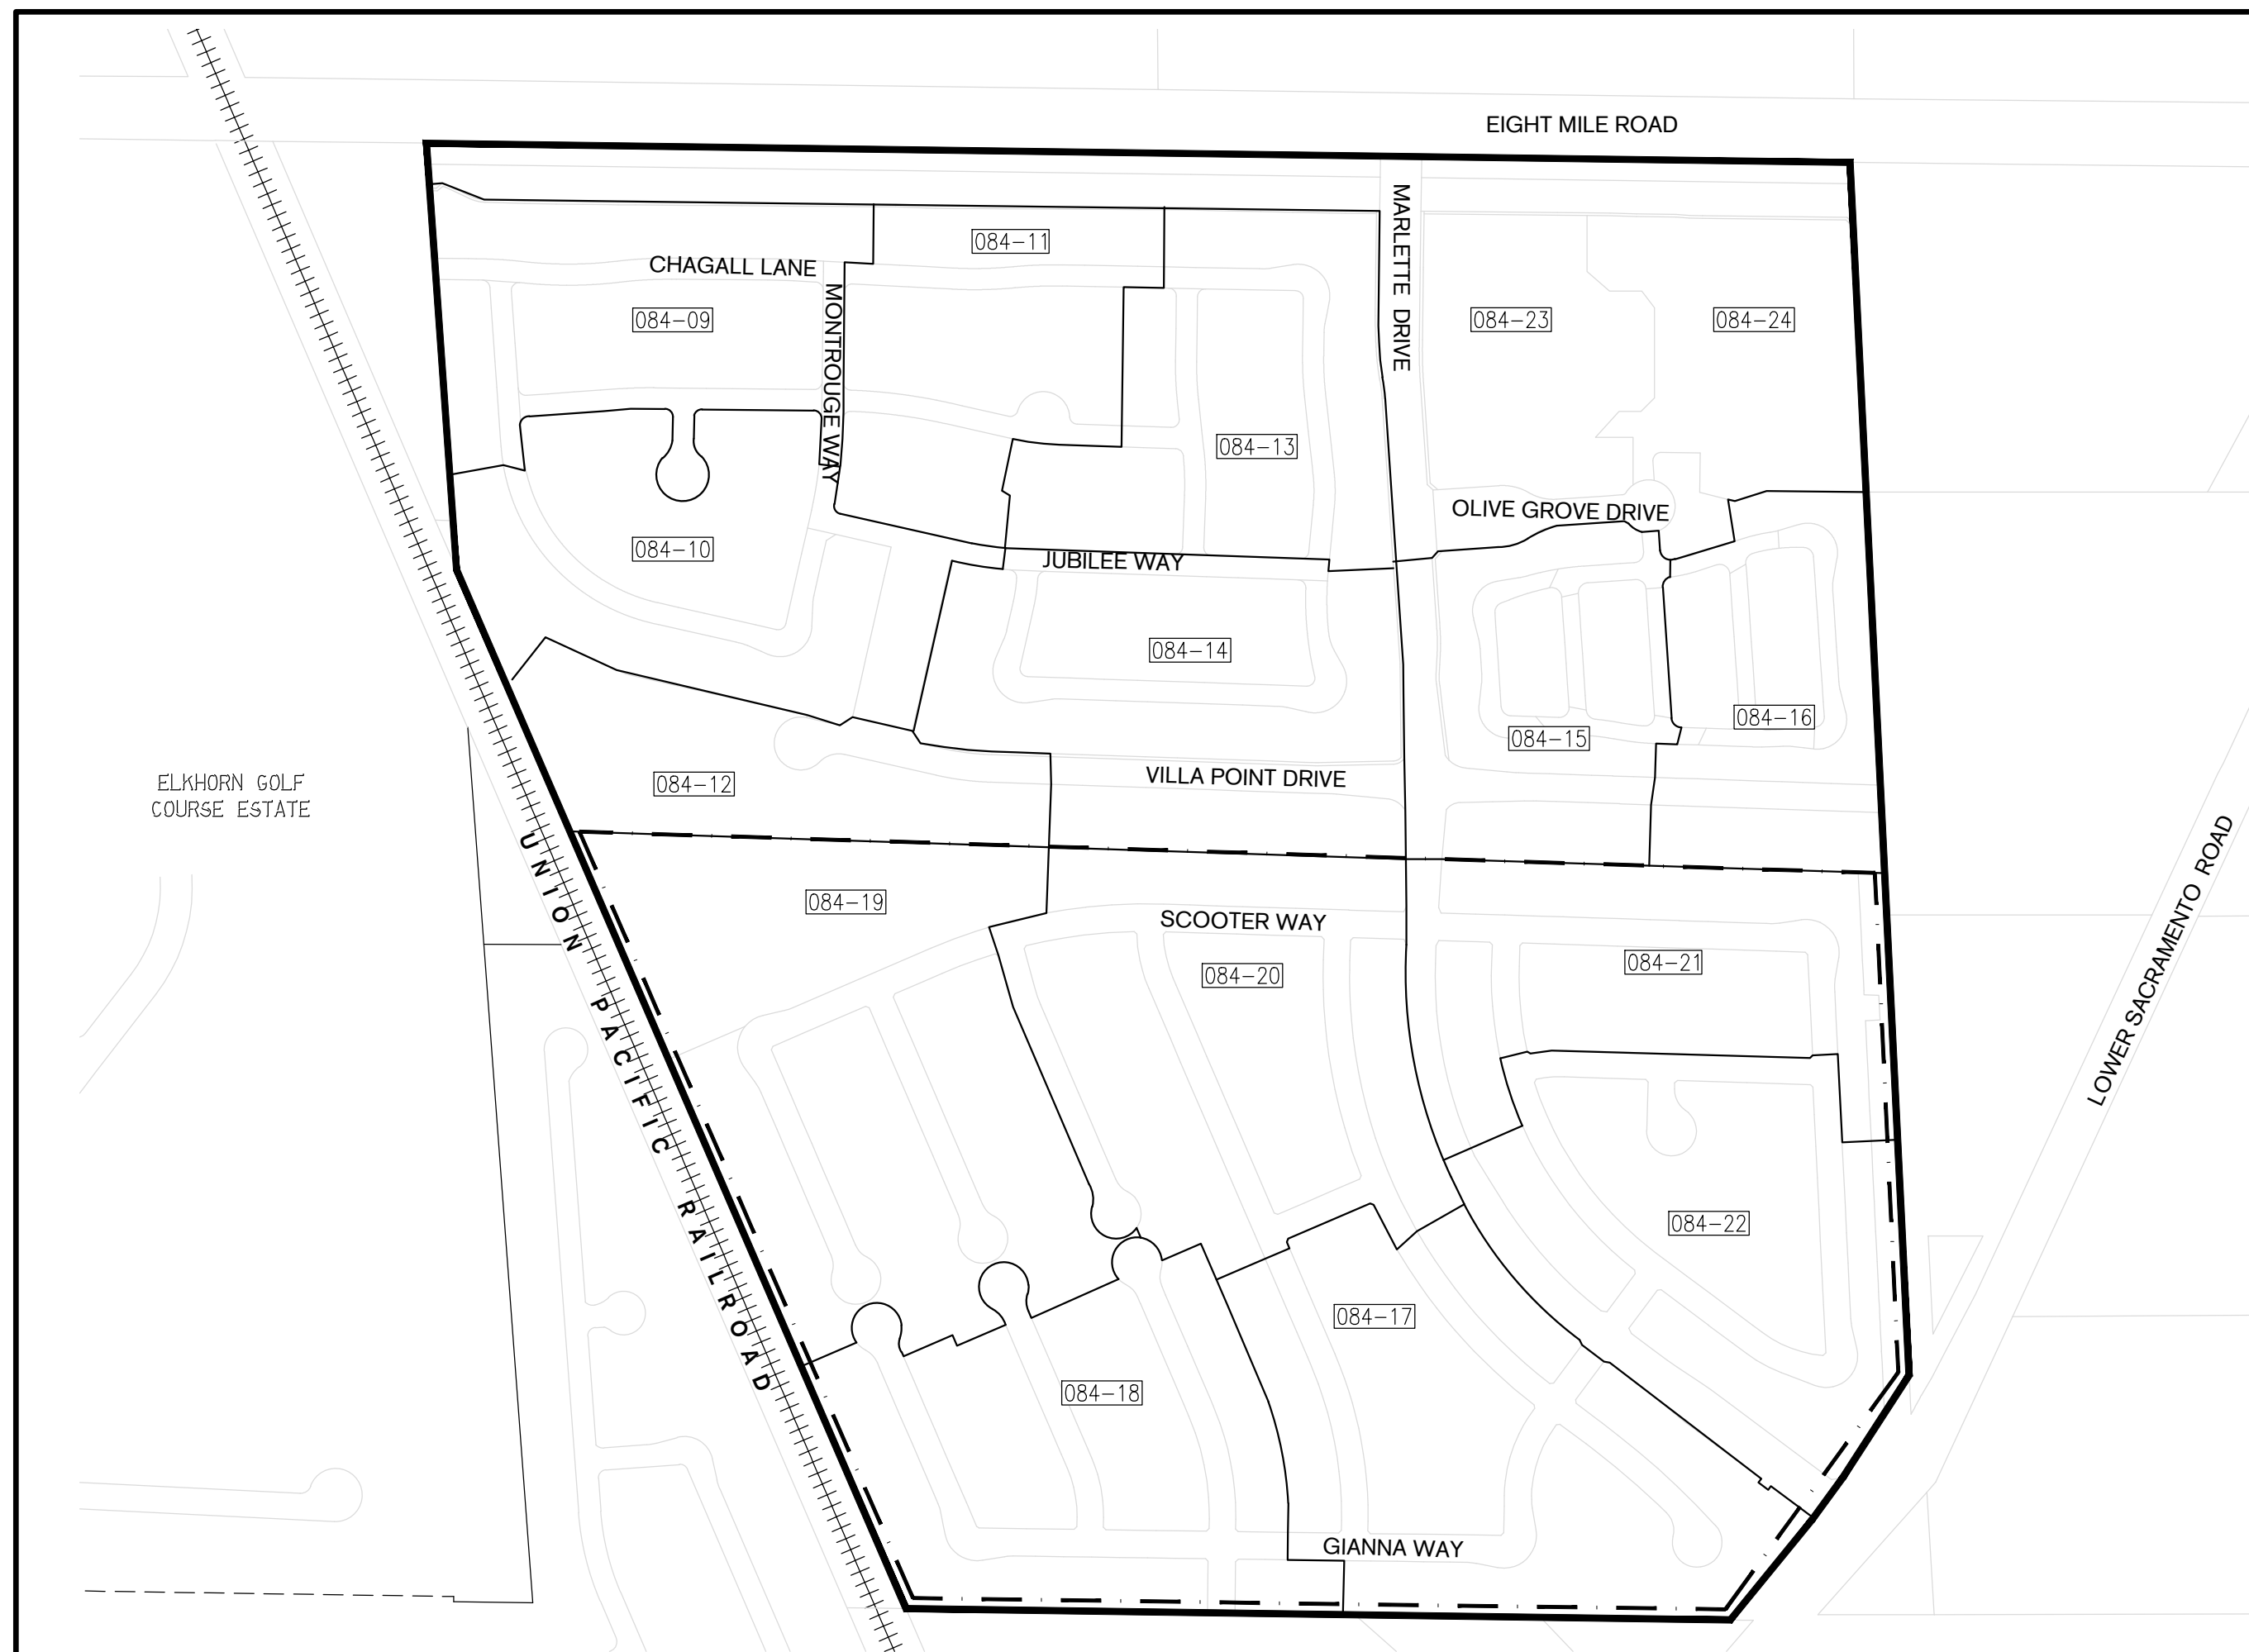 EIGHT MILE ROAD
MARLETTE DRIVE
084-11
CHAGALL LANE
MONTROUGE WAY
084-09
084-23
084-24
084-13
OLIVE GROVE DRIVE
084-10
JUBILEE WAY
084-14
084-16
084-15
ELKHORN GOLF
COURSE ESTATE
084-12
VILLA POINT DRIVE
UNION PACIFIC RAILROAD
084-19
SCOOTER WAY
084-20
084-21
LOWER SACRAMENTO ROAD
084-22
084-17
084-18
GIANNA WAY